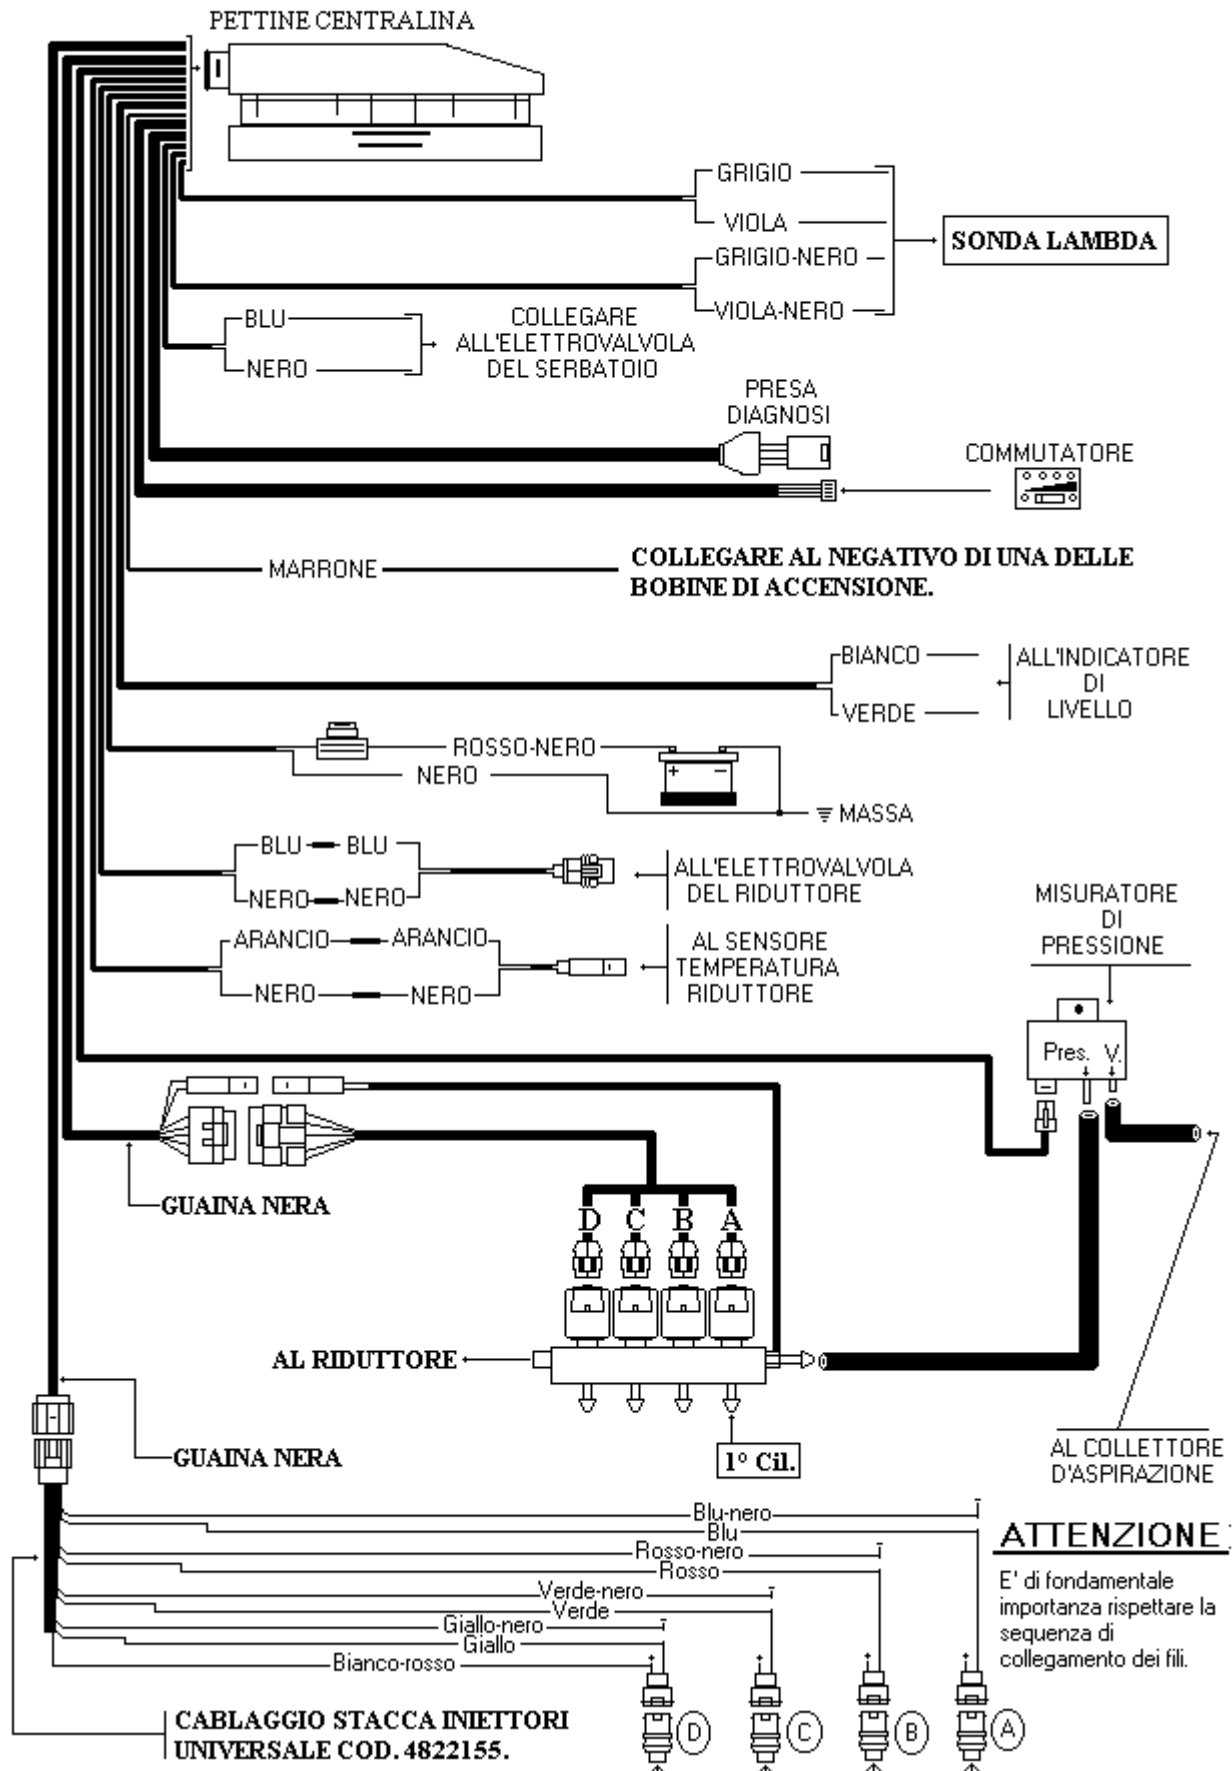 PETTINE CENTRALINA
GRIGIO
VIOLA
SONDA LAMBDA
GRIGIO-NERO
VIOLA-NERO
BLU
NERO
COLLEGARE
ALL'ELETTROVALVOLA
DEL SERBATOIO
PRESA
DIAGNOSI
COMMUTATORE
MARRONE
COLLEGARE AL NEGATIVO DI UNA DELLE
BOBINE DI ACCENSIONE.
BIANCO
VERDE
ALL'INDICATORE
DI
LIVELLO
ROSSO-NERO
NERO
+ −
MASSA
BLU BLU
NERO NERO
ALL'ELETTROVALVOLA
DEL RIDUTTORE
MISURATORE
DI
PRESSIONE
ARANCIO ARANCIO
NERO NERO
AL SENSORE
TEMPERATURA
RIDUTTORE
Pres. V.
GUAINA NERA
D C B A
AL RIDUTTORE
1° Cil.
GUAINA NERA
AL COLLETTORE
D'ASPIRAZIONE
Blu-nero
Blu
Rosso-nero
Rosso
Verde-nero
Verde
Giallo-nero
Giallo
Bianco-rosso
ATTENZIONE:
E' di fondamentale
importanza rispettare la
sequenza di
collegamento dei fili.
CABLAGGIO STACCA INIETTORI
UNIVERSALE COD. 4822155.
D C B A